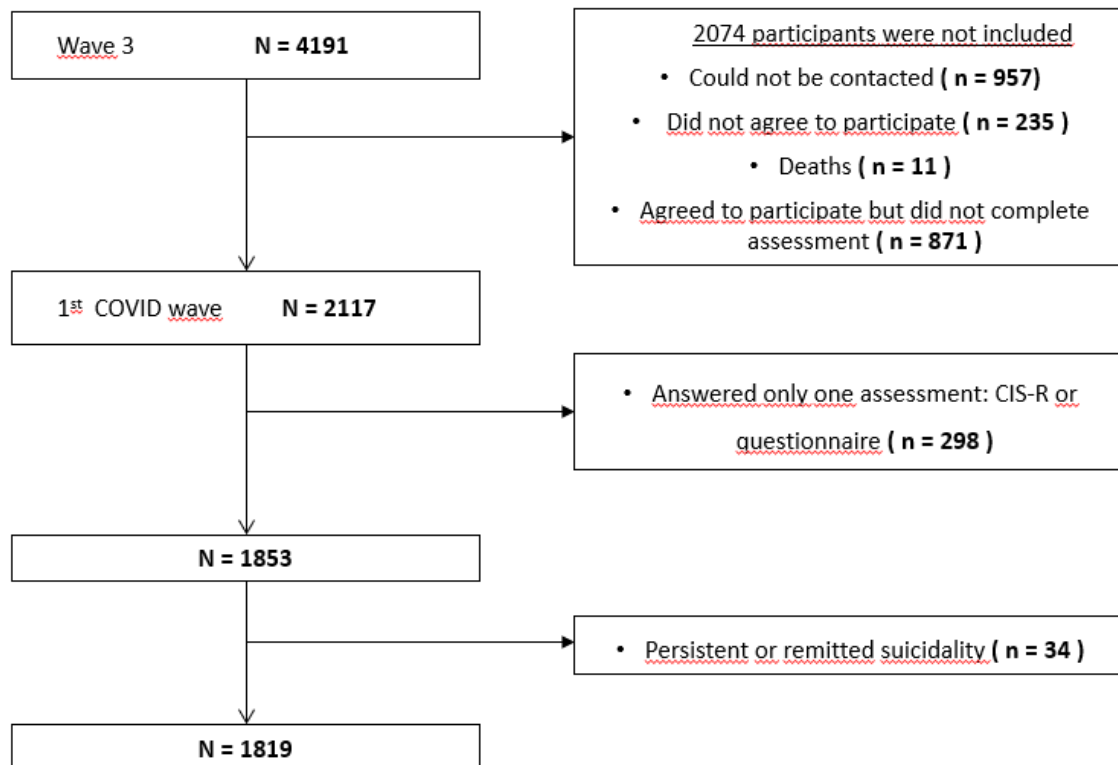 Wave 3 N = 4191
2074 participants were not included
• Could not be contacted ( n = 957)
• Did not agree to participate ( n = 235 )
• Deaths ( n = 11 )
• Agreed to participate but did not complete
assessment ( n = 871 )
1st COVID wave N = 2117
• Answered only one assessment: CIS-R or
questionnaire ( n = 298 )
N = 1853
• Persistent or remitted suicidality ( n = 34 )
N = 1819